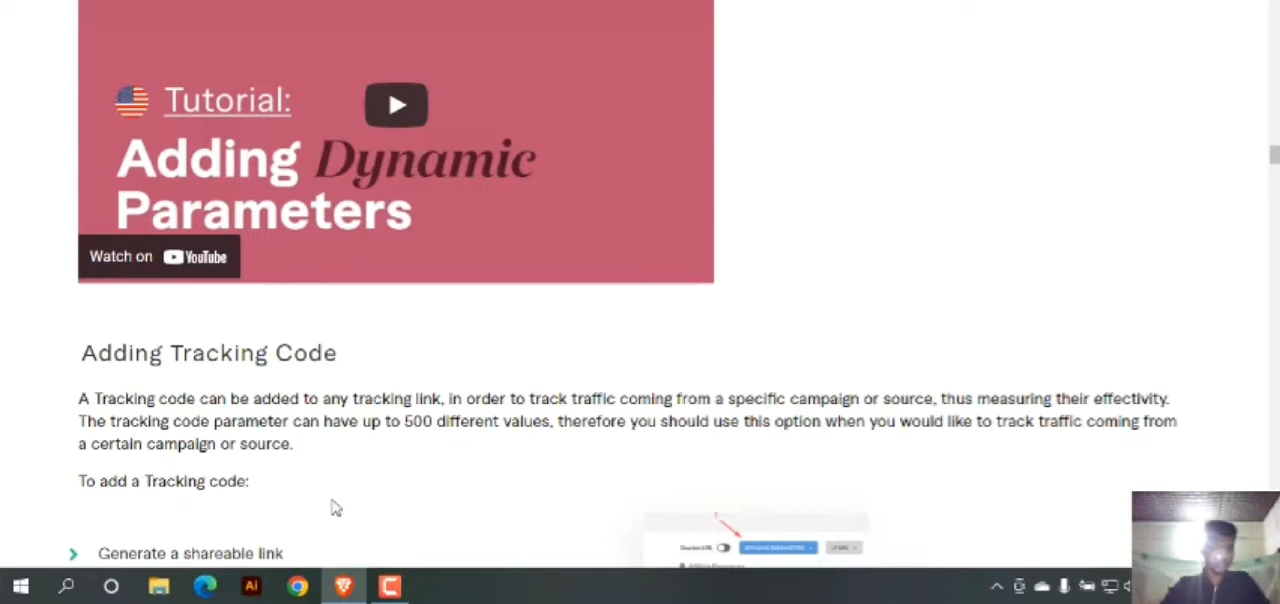 Tutorial:
Adding Dynamic
Parameters
Watch on YouTube
Adding Tracking Code
A Tracking code can be added to any tracking link, in order to track traffic coming from a specific campaign or source, thus measuring their effectivity.
The tracking code parameter can have up to 500 different values, therefore you should use this option when you would like to track traffic coming from
a certain campaign or source.
To add a Tracking code:
Generate a shareable link
Ai